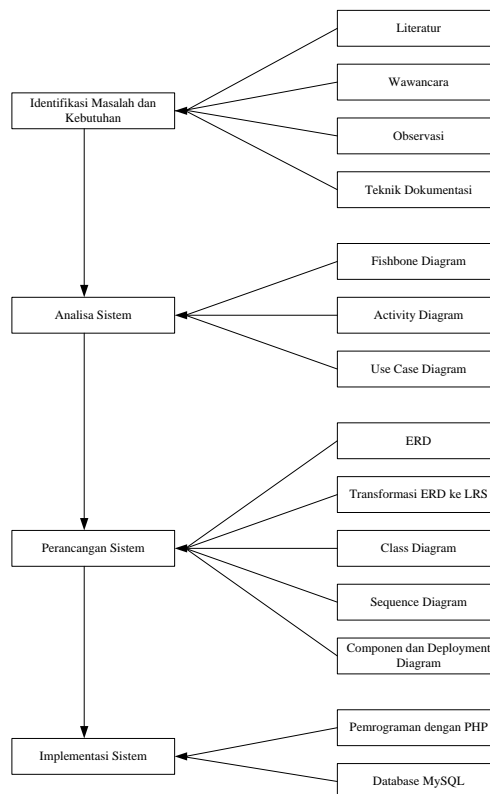 Literatur
Wawancara
Identifikasi Masalah dan
Kebutuhan
Observasi
Teknik Dokumentasi
Fishbone Diagram
Analisa Sistem
Activity Diagram
Use Case Diagram
ERD
Transformasi ERD ke LRS
Perancangan Sistem
Class Diagram
Sequence Diagram
Componen dan Deployment
Diagram
Pemrograman dengan PHP
Implementasi Sistem
Database MySQL